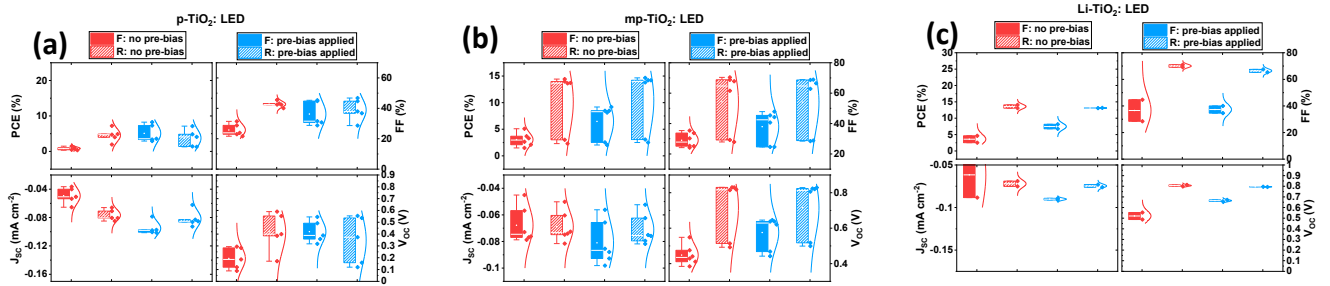 p-TiO₂: LED
(a)
F: no pre-bias
R: no pre-bias
F: pre-bias applied
R: pre-bias applied
PCE (%)
20
10
0
FF (%)
60
40
20
0
J_SC (mA cm⁻²)
-0.04
-0.08
-0.12
-0.16
V_OC (V)
0.9
0.8
0.7
0.6
0.5
0.4
0.3
0.2
0.1
0
mp-TiO₂: LED
(b)
F: no pre-bias
R: no pre-bias
F: pre-bias applied
R: pre-bias applied
PCE (%)
15
10
5
0
FF (%)
80
60
40
20
J_SC (mA cm⁻²)
-0.04
-0.06
-0.08
-0.1
V_OC (V)
0.8
0.6
0.4
Li-TiO₂: LED
(c)
F: no pre-bias
R: no pre-bias
F: pre-bias applied
R: pre-bias applied
PCE (%)
30
25
20
15
10
5
0
FF (%)
80
60
40
20
0
J_SC (mA cm⁻²)
-0.05
-0.1
-0.15
V_OC (V)
1
0.9
0.8
0.7
0.6
0.5
0.4
0.3
0.2
0.1
0